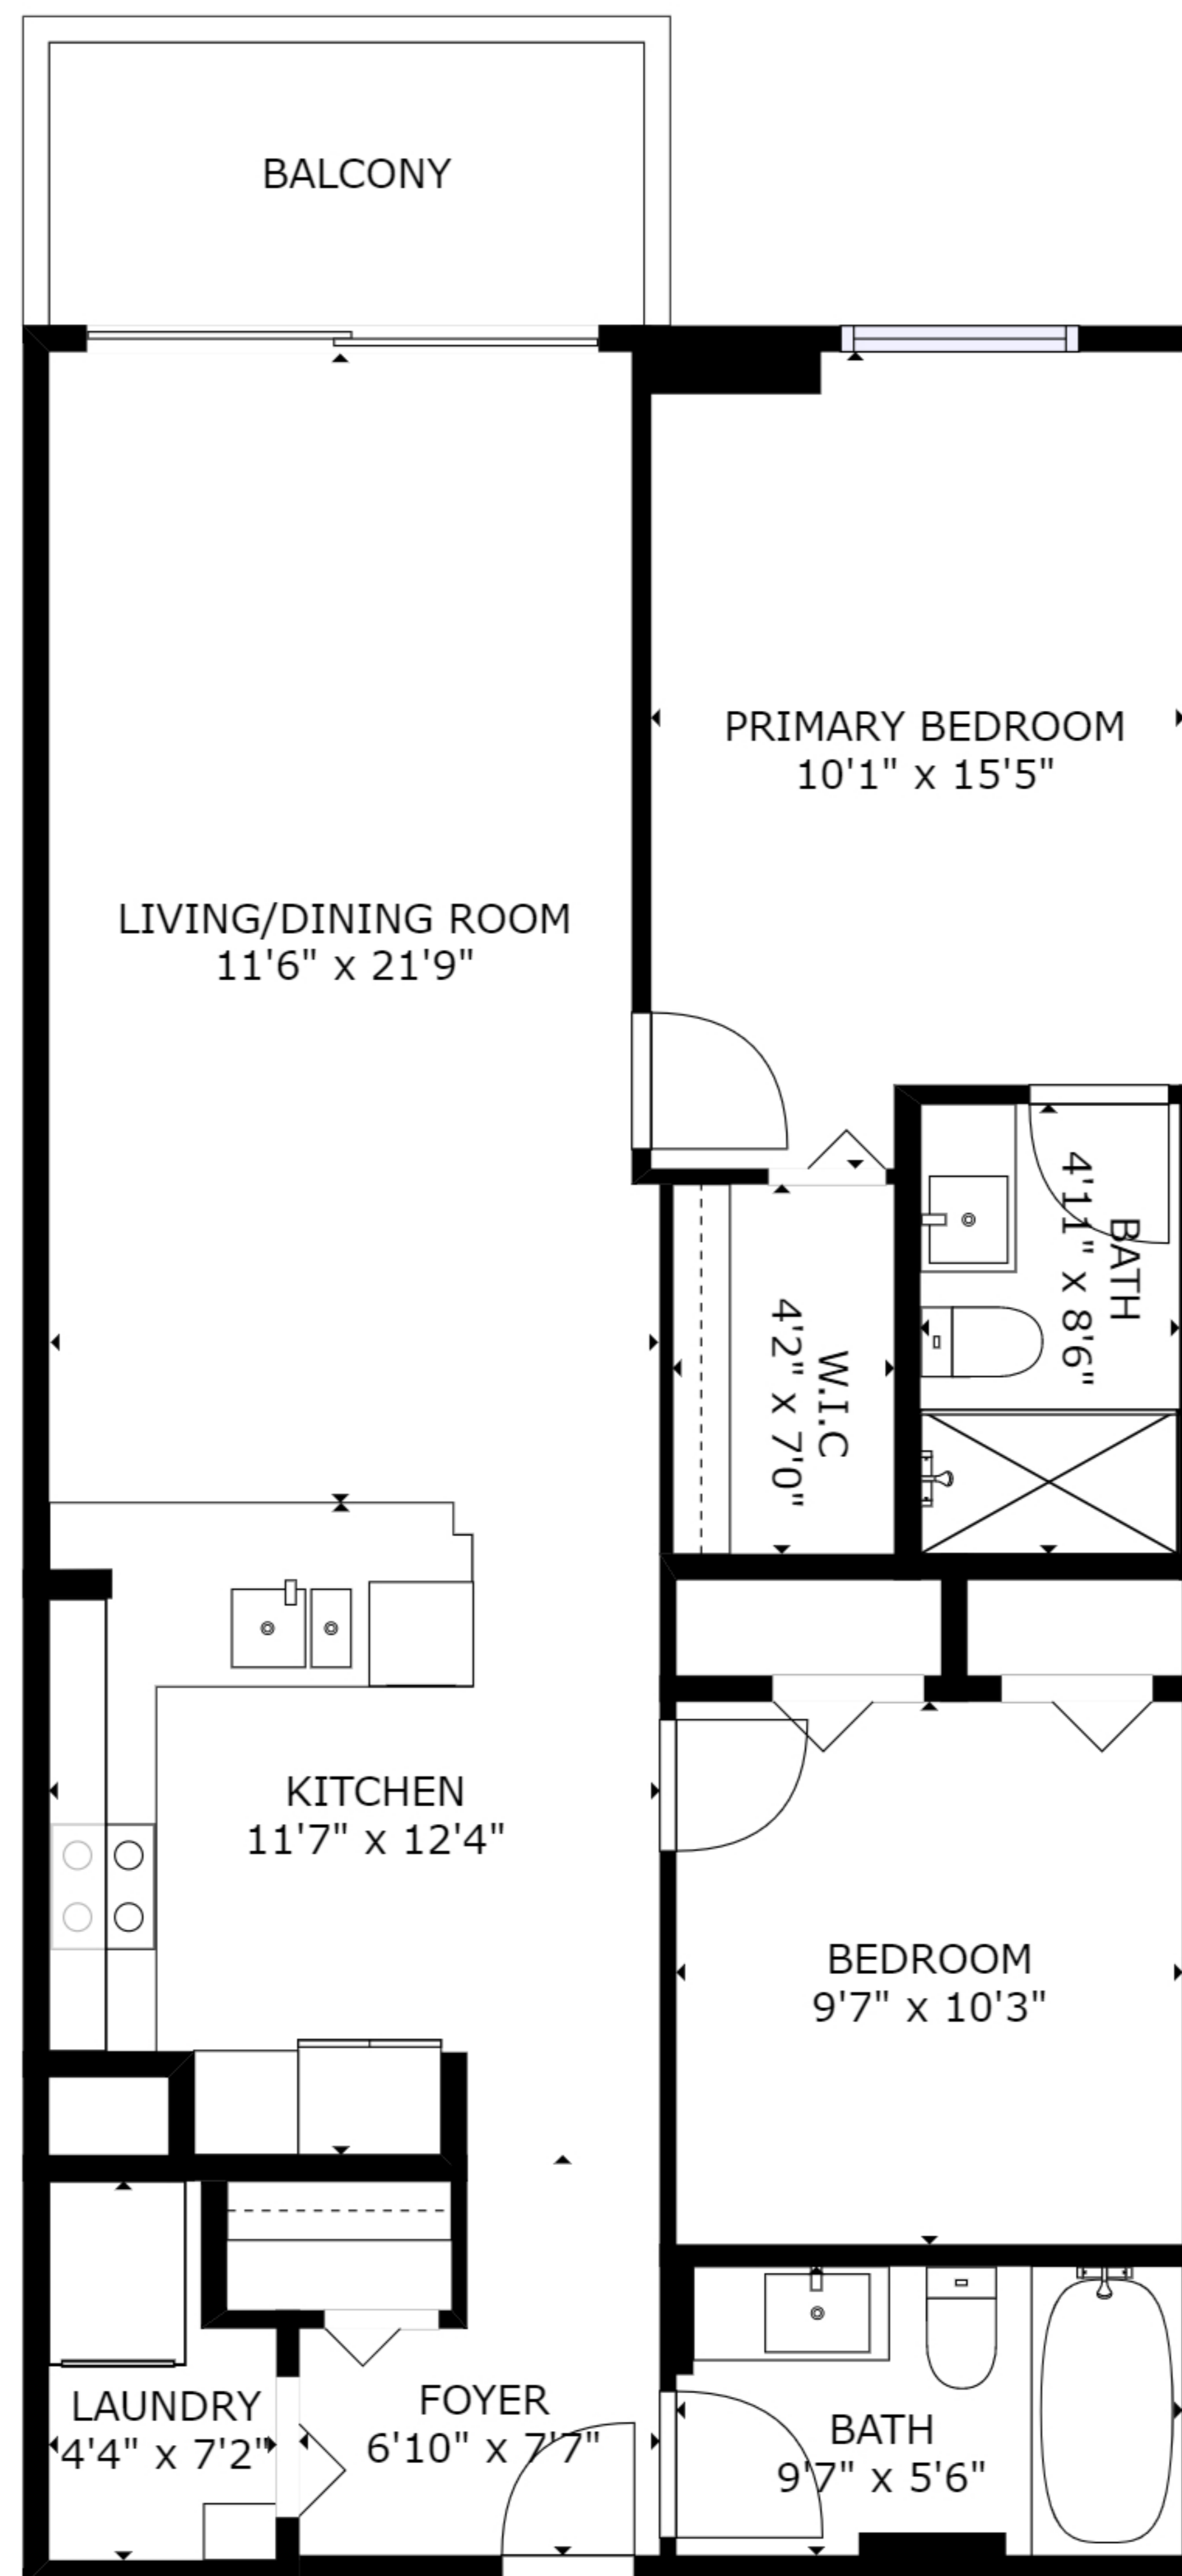 BALCONY
PRIMARY BEDROOM
10'1" x 15'5"
LIVING/DINING ROOM
11'6" x 21'9"
BATH
4'11" x 8'6"
W.I.C
4'2" x 7'0"
KITCHEN
11'7" x 12'4"
BEDROOM
9'7" x 10'3"
LAUNDRY
4'4" x 7'2"
FOYER
6'10" x 7'7"
BATH
9'7" x 5'6"